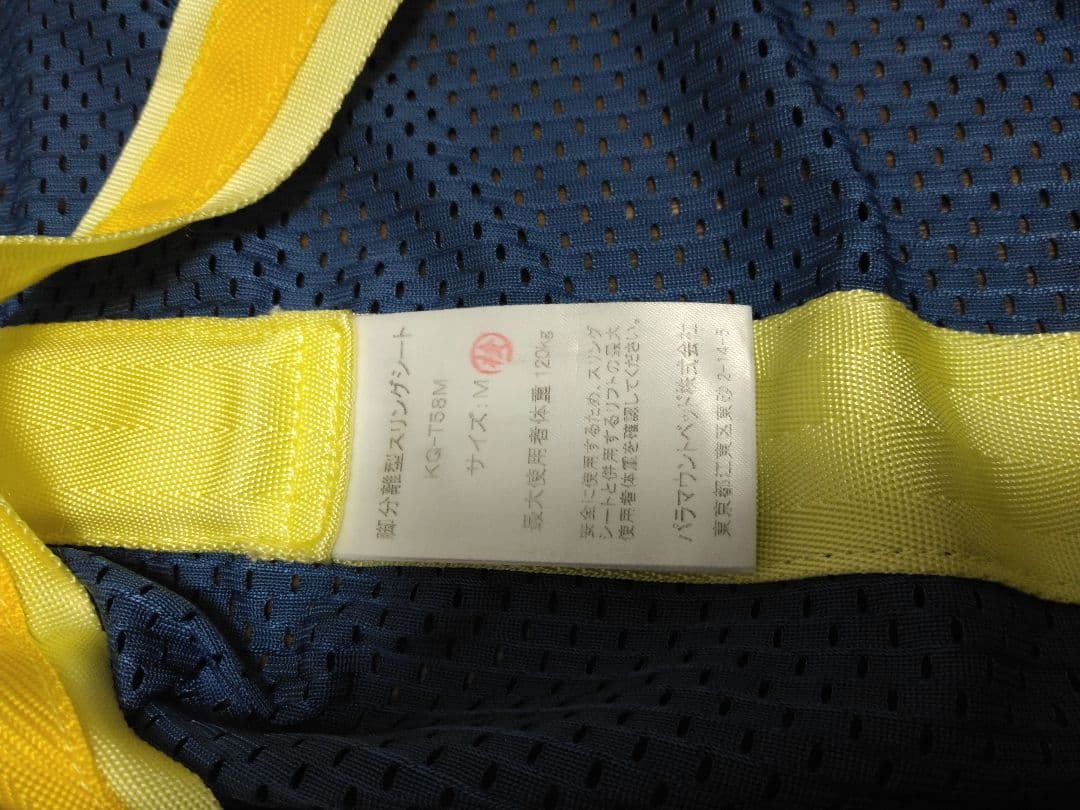 脚分離型スリングシート
KQ-T58M
サイズ：M
最大使用者体重 120kg
安全に使用するため、スリング
シートと併用するリフトの最大
使用者体重を確認してください。
パラマウントベッド株式会社
東京都江東区東砂2-14-5